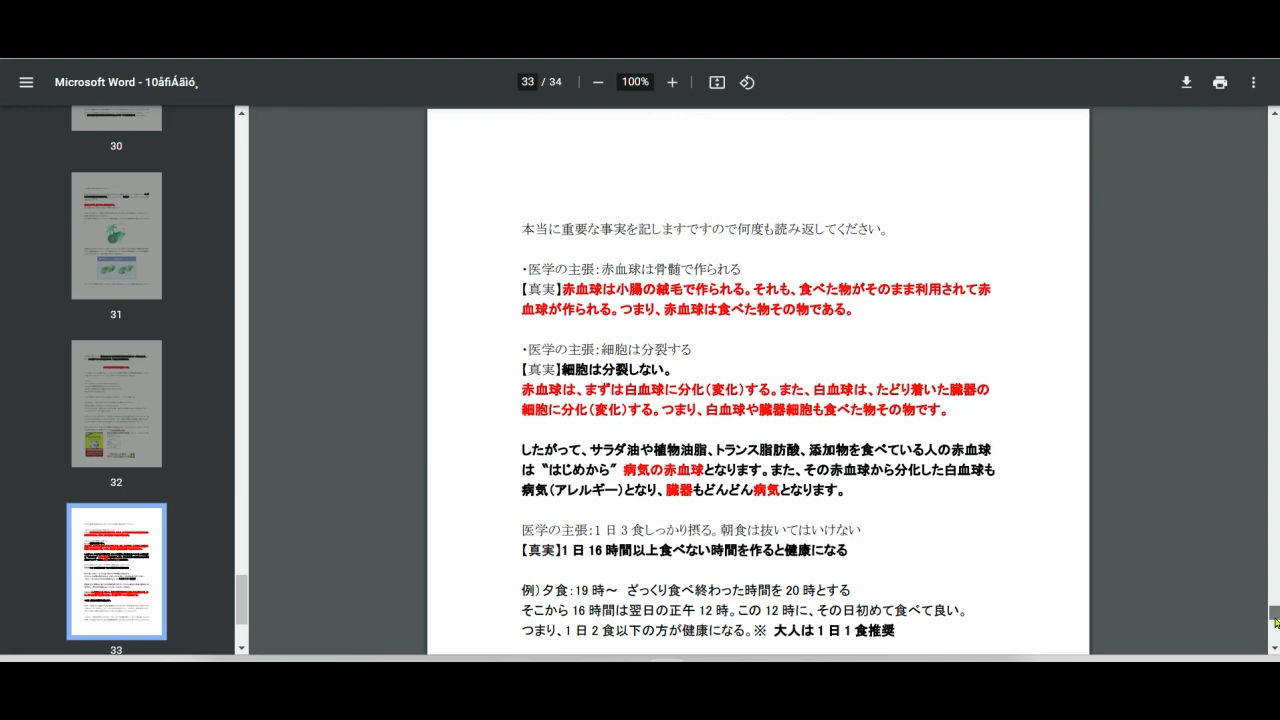 Microsoft Word - 10âfiÁãìó¸
33 / 34
100%
30
31
32
33
本当に重要な事実を記しますですので何度も読み返してください。
・医学の主張：赤血球は骨髄で作られる
【真実】赤血球は小腸の絨毛で作られる。それも、食べた物がそのまま利用されて赤
血球が作られる。つまり、赤血球は食べた物その物である。
・医学の主張：細胞は分裂する
【真実】細胞は分裂しない。
赤血球は、まずは白血球に分化（変化）する。また、白血球は、たどり着いた臓器の
細胞に分化（変化）する。つまり、白血球や臓器細胞も食べた物その物です。
したがって、サラダ油や植物油脂、トランス脂肪酸、添加物を食べている人の赤血球
は〝はじめから〞病気の赤血球となります。また、その赤血球から分化した白血球も
病気（アレルギー）となり、臓器もどんどん病気となります。
医学の主張：１日３食しっかり摂る。朝食は抜いてはいけない
【真実】1 日 16 時間以上食べない時間を作ると健康になる
例）夕食：19 時～ ざっくり食べ終わった時間を 20 時とする
そこから 16 時間は翌日の正午 12 時。この 12 時に、その日初めて食べて良い。
つまり、1 日 2 食以下の方が健康になる。※ 大人は 1 日 1 食推奨